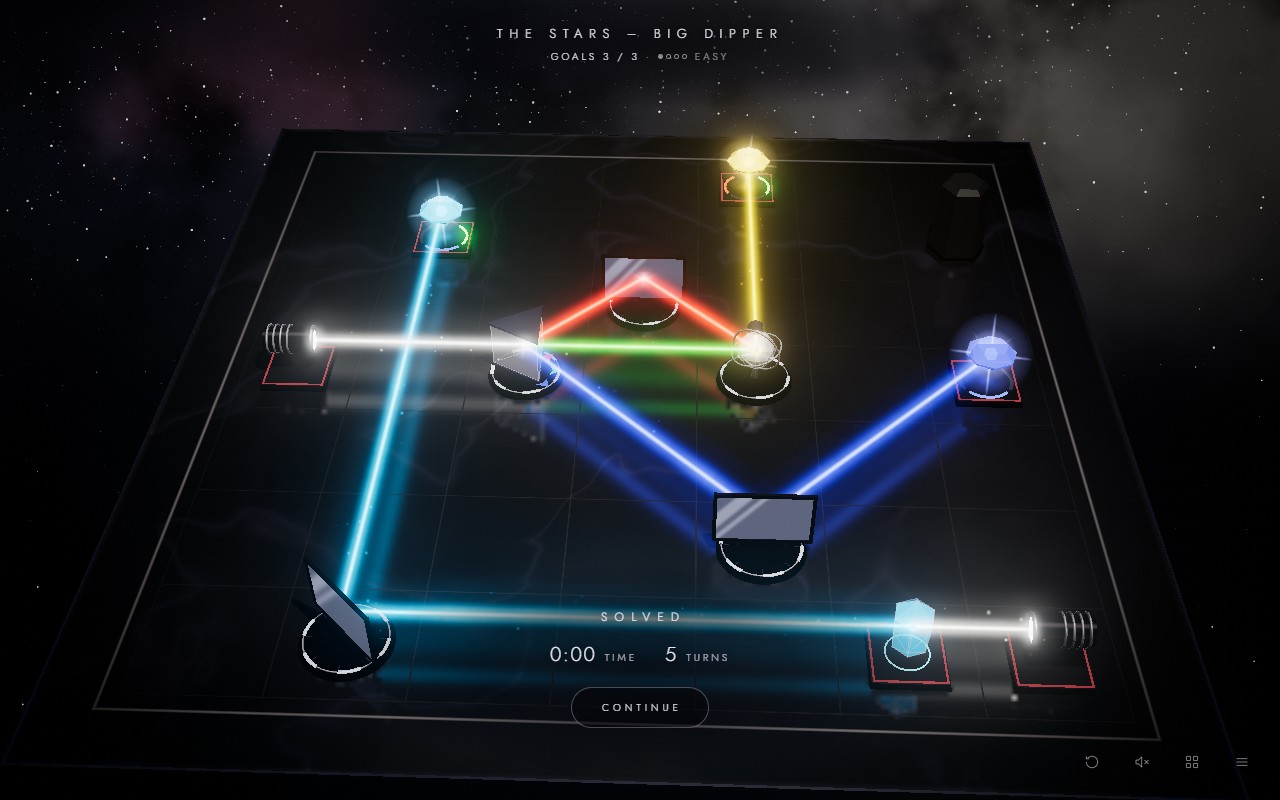 THE STARS — BIG DIPPER
GOALS 3 / 3 · EASY
SOLVED
0:00 TIME 5 TURNS
CONTINUE